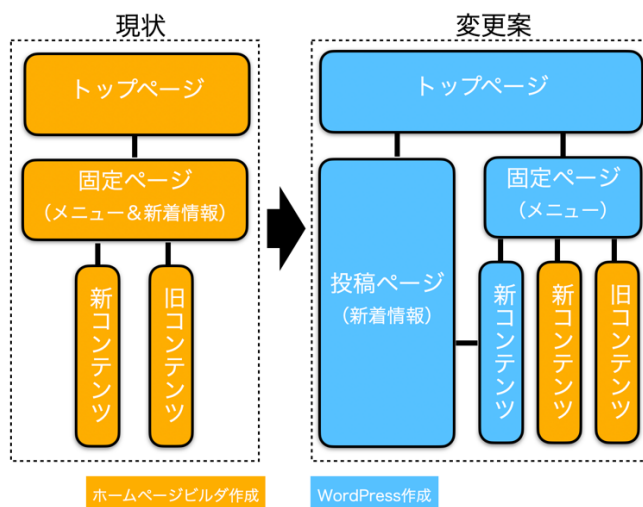 現状
トップページ
固定ページ
（メニュー＆新着情報）
新コンテンツ
旧コンテンツ
変更案
トップページ
投稿ページ
（新着情報）
固定ページ
（メニュー）
新コンテンツ
新コンテンツ
旧コンテンツ
ホームページビルダ作成
WordPress作成